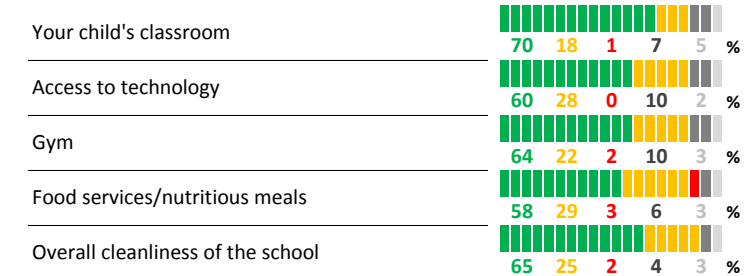 Your child's classroom
70 18 1 7 5 %
Access to technology
60 28 0 10 2 %
Gym
64 22 2 10 3 %
Food services/nutritious meals
58 29 3 6 3 %
Overall cleanliness of the school
65 25 2 4 3 %